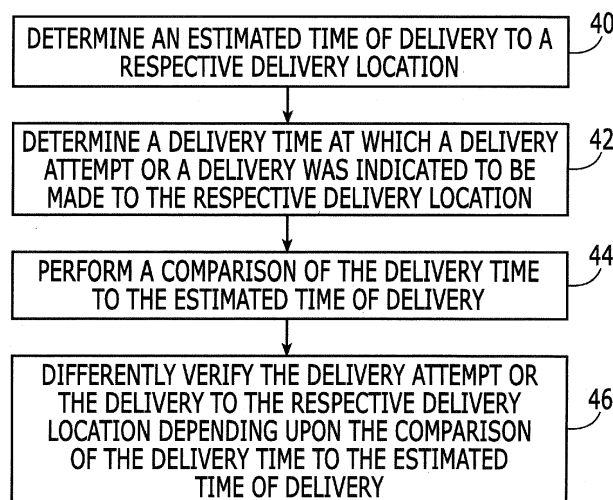 DETERMINE AN ESTIMATED TIME OF DELIVERY TO A
RESPECTIVE DELIVERY LOCATION
40
DETERMINE A DELIVERY TIME AT WHICH A DELIVERY
ATTEMPT OR A DELIVERY WAS INDICATED TO BE
MADE TO THE RESPECTIVE DELIVERY LOCATION
42
PERFORM A COMPARISON OF THE DELIVERY TIME
TO THE ESTIMATED TIME OF DELIVERY
44
DIFFERENTLY VERIFY THE DELIVERY ATTEMPT OR
THE DELIVERY TO THE RESPECTIVE DELIVERY
LOCATION DEPENDING UPON THE COMPARISON
OF THE DELIVERY TIME TO THE ESTIMATED
TIME OF DELIVERY
46